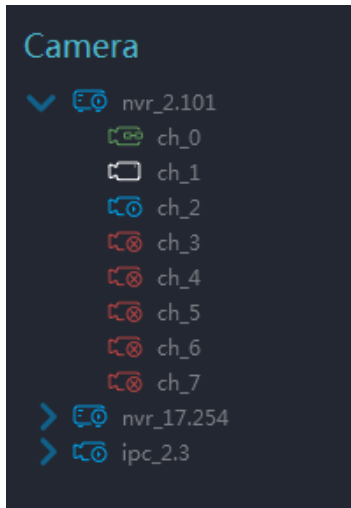 Camera
nvr_2.101
ch_0
ch_1
ch_2
ch_3
ch_4
ch_5
ch_6
ch_7
nvr_17.254
ipc_2.3